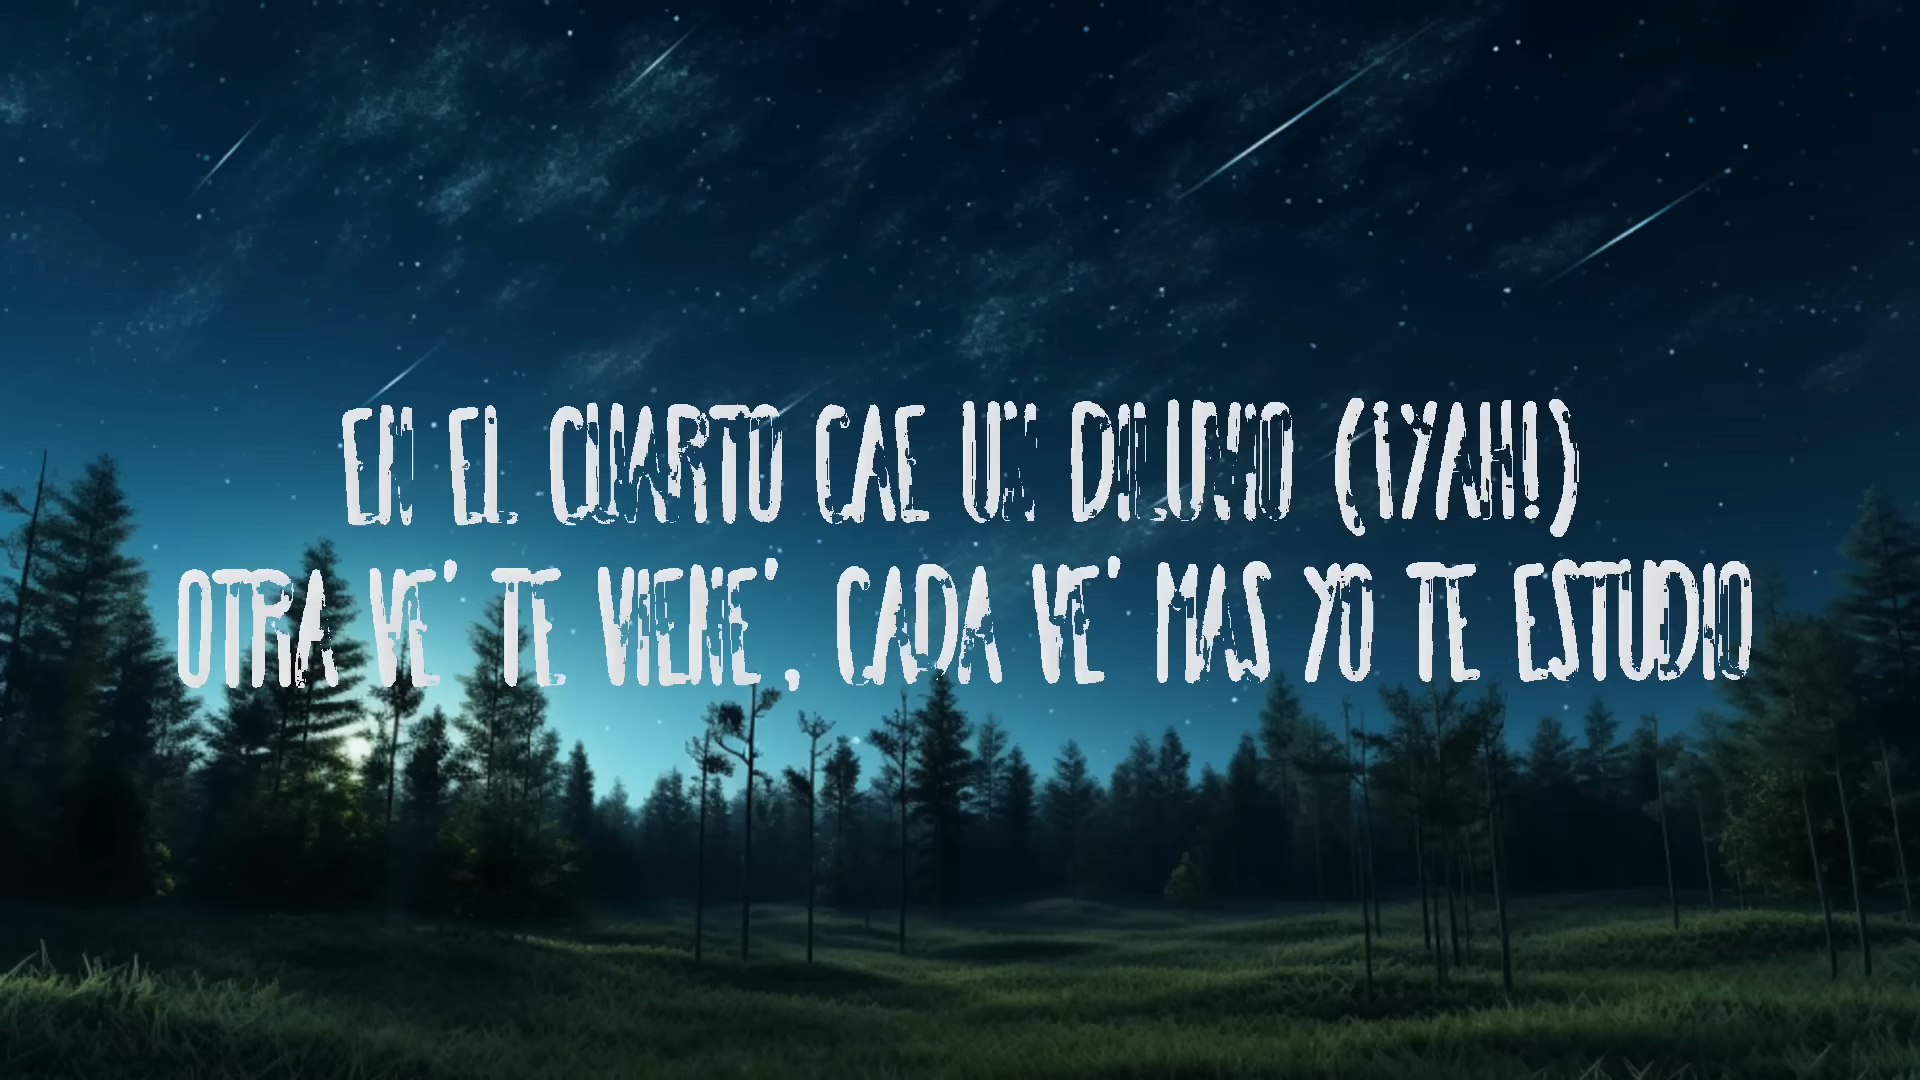 EN EL CUARTO CAE UN DILUVIO (¡YAH!)
OTRA VE' TE VIENE', CADA VE' MAS YO TE ESTUDIO